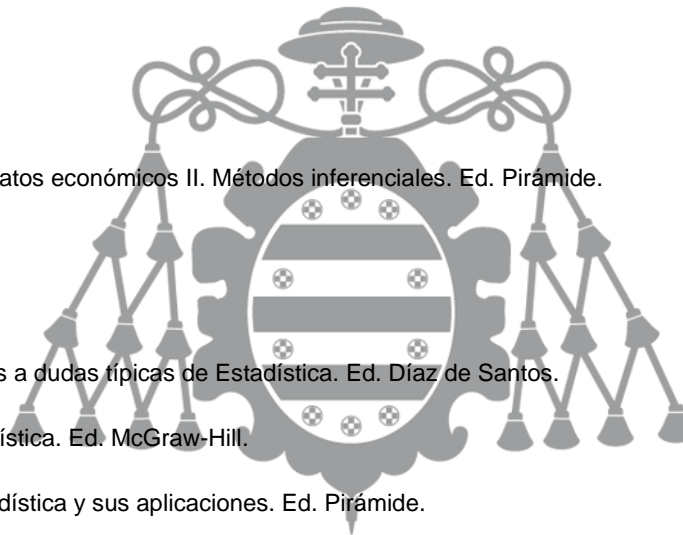 atos económicos II. Métodos inferenciales. Ed. Pirámide.
s a dudas típicas de Estadística. Ed. Díaz de Santos.
ística. Ed. McGraw-Hill.
dística y sus aplicaciones. Ed. Pirámide.